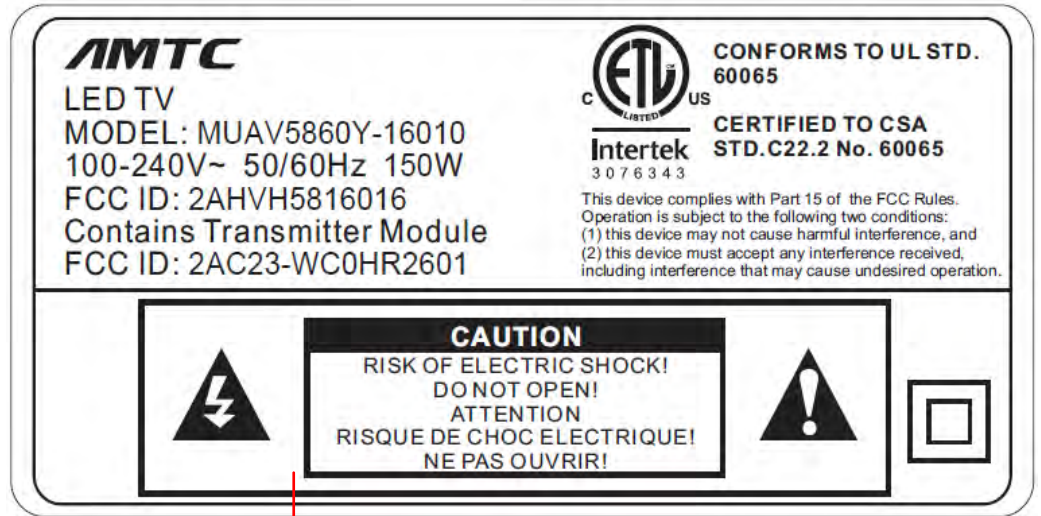 AMTC
LED TV
MODEL: MUAV5860Y-16010
100-240V~ 50/60Hz 150W
FCC ID: 2AHVH5816016
Contains Transmitter Module
FCC ID: 2AC23-WC0HR2601
ETL CM
LISTED
C US
Intertek
3076343
CONFORMS TO UL STD.
60065
CERTIFIED TO CSA
STD.C22.2 No. 60065
This device complies with Part 15 of the FCC Rules.
Operation is subject to the following two conditions:
(1) this device may not cause harmful interference, and
(2) this device must accept any interference received,
including interference that may cause undesired operation.
CAUTION
RISK OF ELECTRIC SHOCK!
DO NOT OPEN!
ATTENTION
RISQUE DE CHOC ELECTRIQUE!
NE PAS OUVRIR!